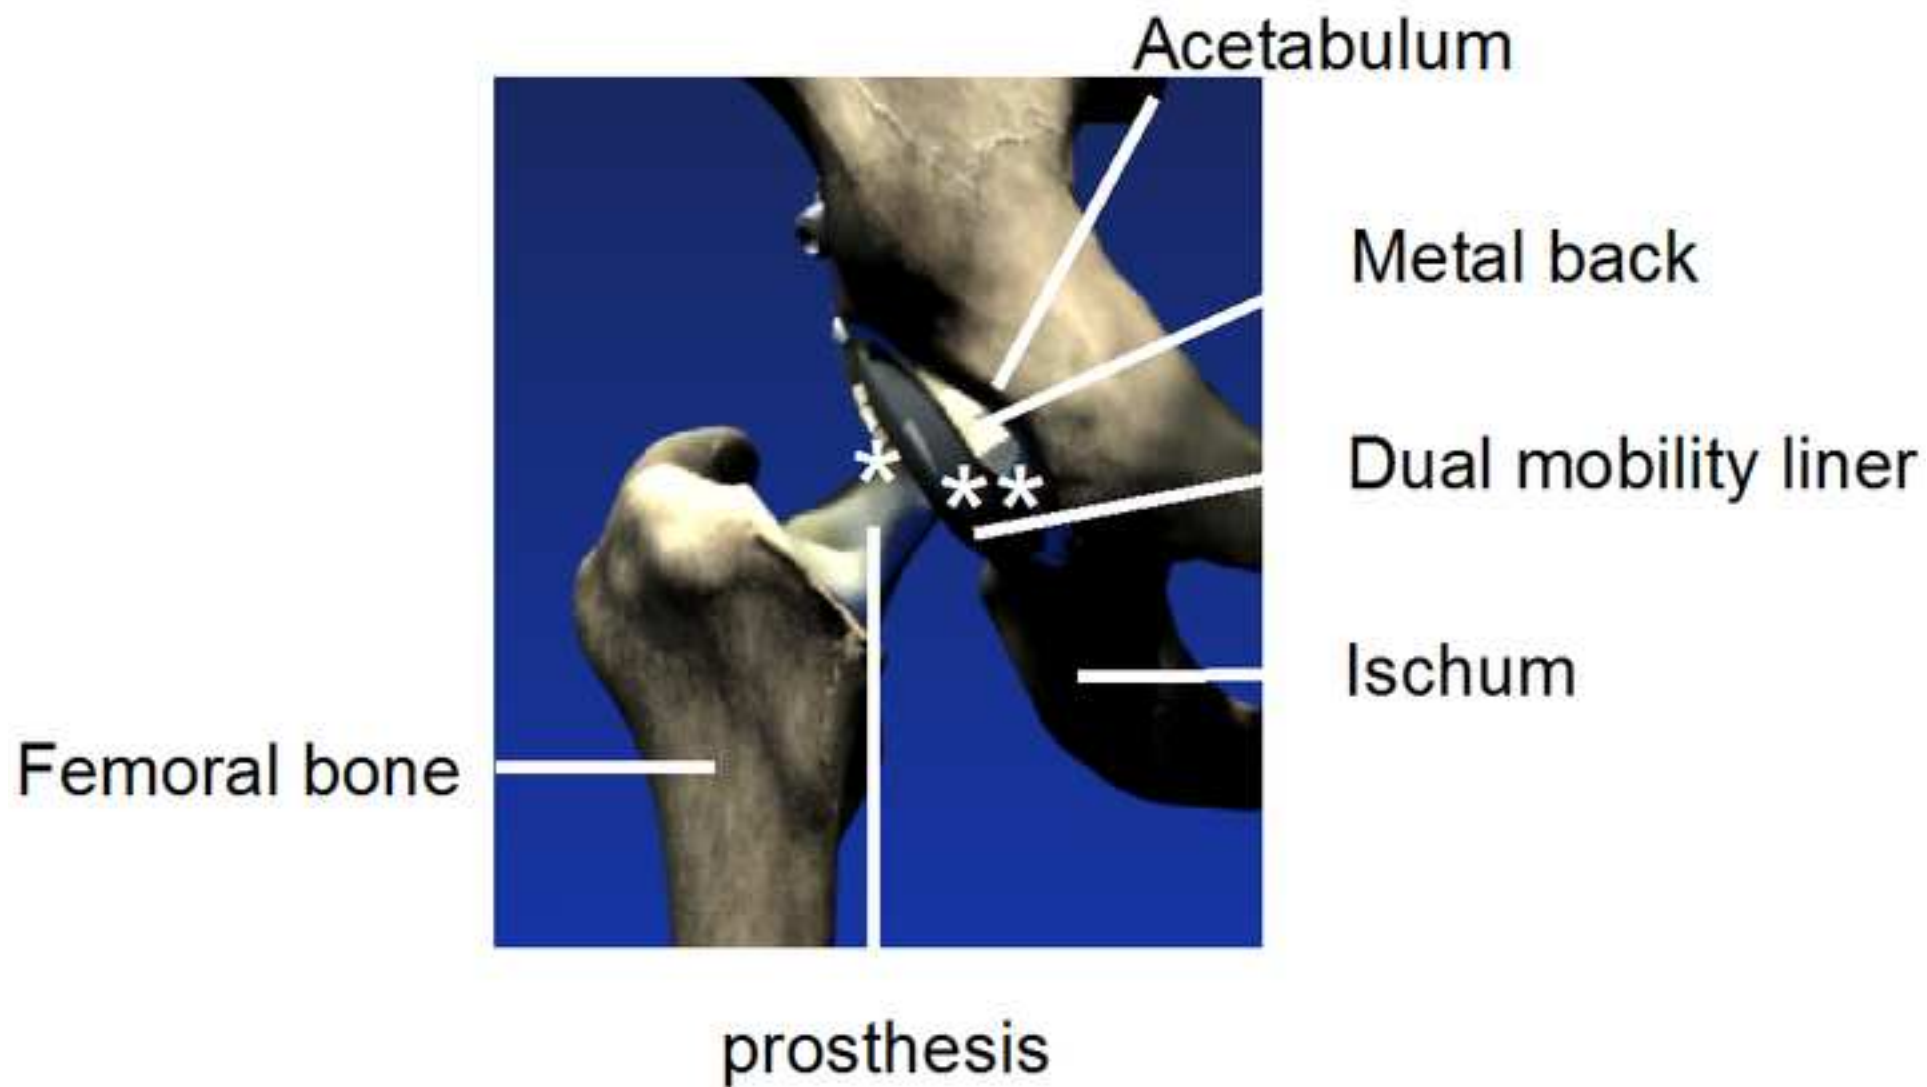 Acetabulum
Metal back
Dual mobility liner
*
**
Ischum
Femoral bone
prosthesis